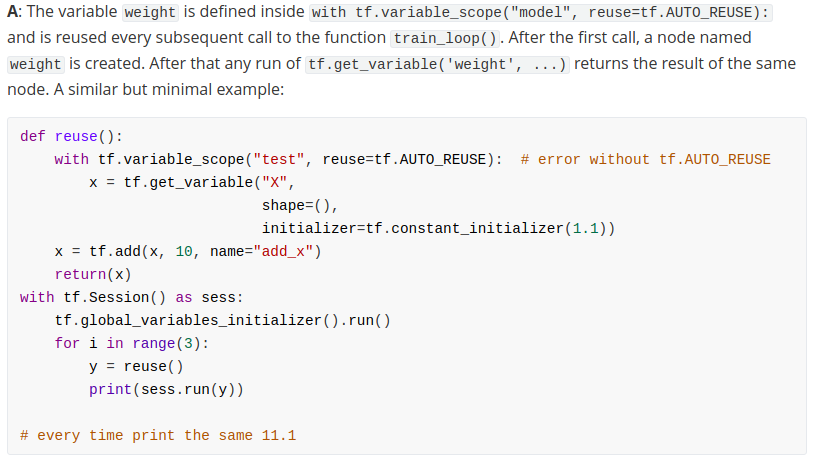 A: The variable weight is defined inside with tf.variable_scope("model", reuse=tf.AUTO_REUSE):
and is reused every subsequent call to the function train_loop(). After the first call, a node named
weight is created. After that any run of tf.get_variable('weight', ...) returns the result of the same
node. A similar but minimal example:
def reuse():
    with tf.variable_scope("test", reuse=tf.AUTO_REUSE):  # error without tf.AUTO_REUSE
        x = tf.get_variable("X",
                            shape=(),
                            initializer=tf.constant_initializer(1.1))
    x = tf.add(x, 10, name="add_x")
    return(x)
with tf.Session() as sess:
    tf.global_variables_initializer().run()
    for i in range(3):
        y = reuse()
        print(sess.run(y))
# every time print the same 11.1